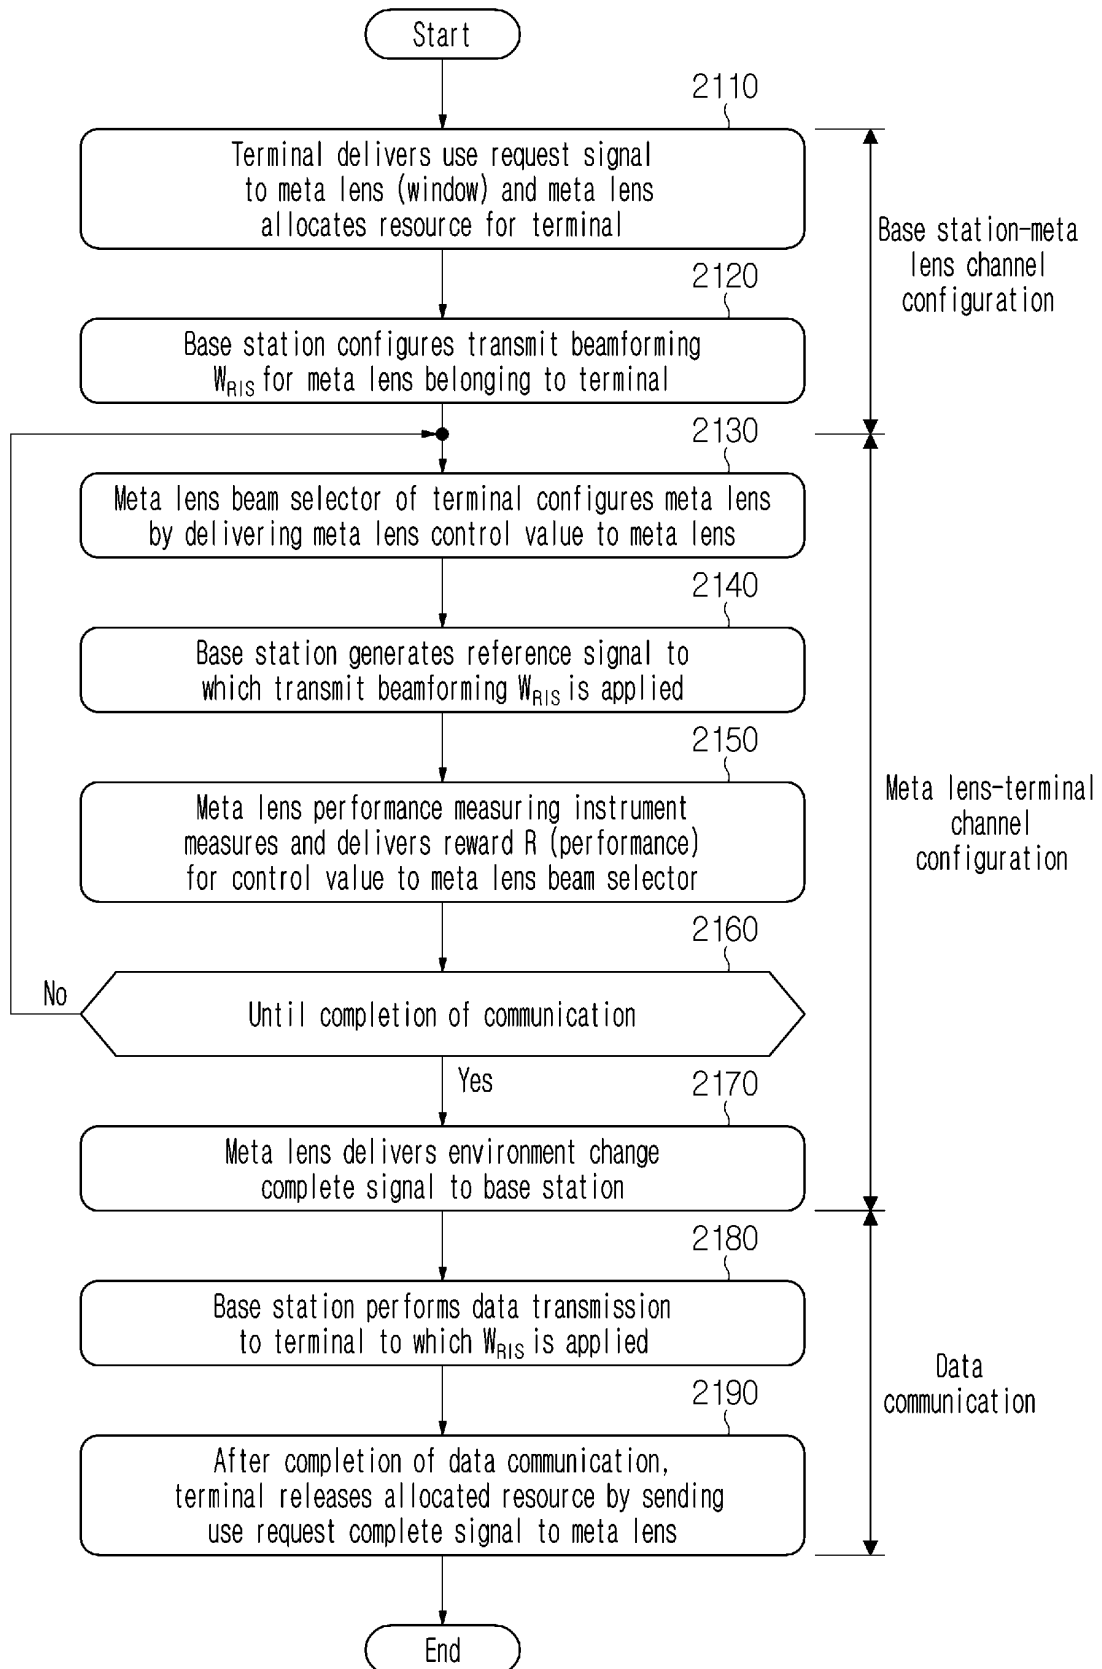 Start
2110
Terminal delivers use request signal
to meta lens (window) and meta lens
allocates resource for terminal
Base station-meta
lens channel
configuration
2120
Base station configures transmit beamforming
WRIS for meta lens belonging to terminal
2130
Meta lens beam selector of terminal configures meta lens
by delivering meta lens control value to meta lens
2140
Base station generates reference signal to
which transmit beamforming WRIS is applied
2150
Meta lens performance measuring instrument
measures and delivers reward R (performance)
for control value to meta lens beam selector
Meta lens-terminal
channel
configuration
2160
No
Until completion of communication
Yes
2170
Meta lens delivers environment change
complete signal to base station
2180
Base station performs data transmission
to terminal to which WRIS is applied
Data
communication
2190
After completion of data communication,
terminal releases allocated resource by sending
use request complete signal to meta lens
End